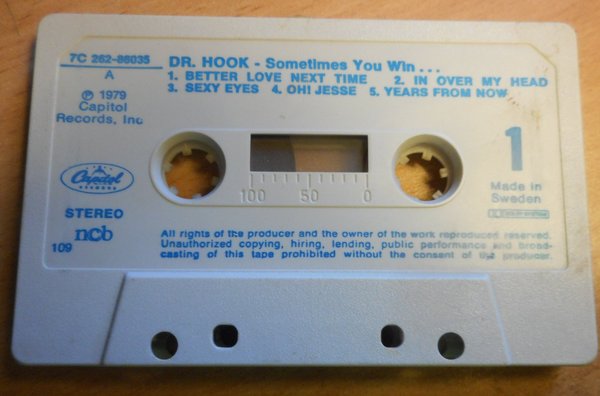 7C 262-86035
A
℗ 1979
Capitol
Records, Inc
Capitol
RECORDS
STEREO
ncb
109
DR. HOOK - Sometimes You Win . . .
1. BETTER LOVE NEXT TIME 2. IN OVER MY HEAD
3. SEXY EYES 4. OH! JESSE 5. YEARS FROM NOW
100 50 0
1
Made in
Sweden
DOLBY SYSTEM
All rights of the producer and the owner of the work reproduced reserved.
Unauthorized copying, hiring, lending, public performance and broad-
casting of this tape prohibited without the consent of the producer.